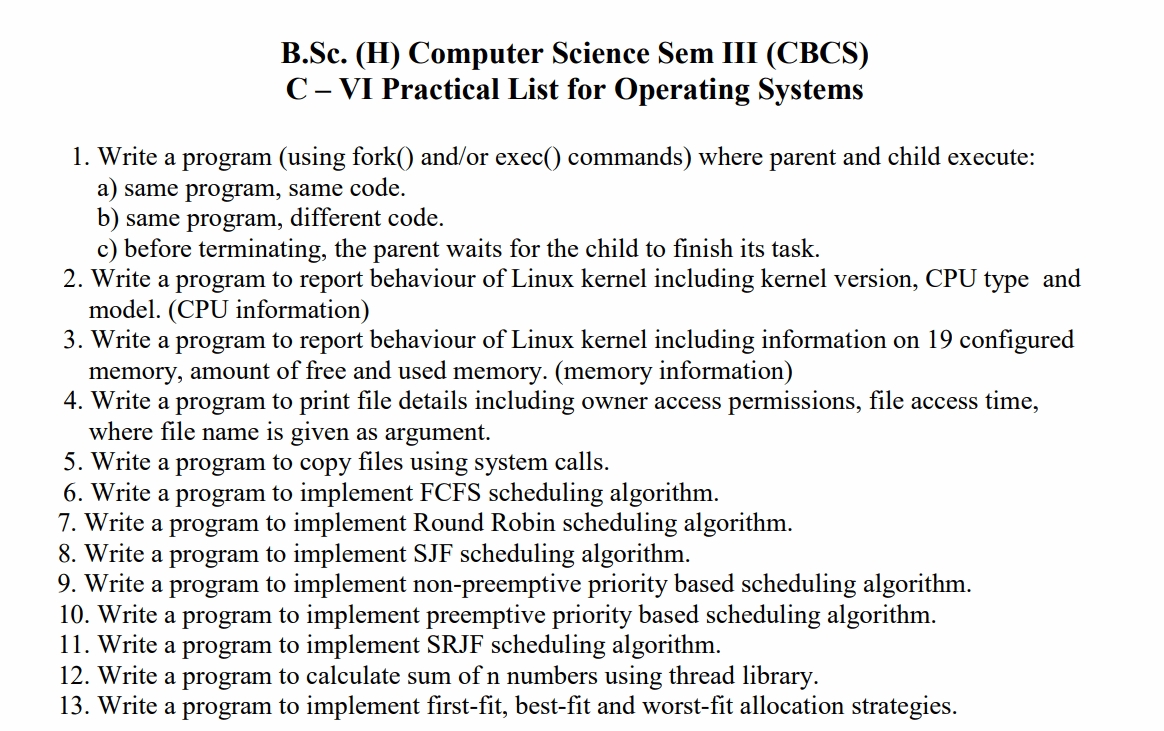 B.Sc. (H) Computer Science Sem III (CBCS)
C – VI Practical List for Operating Systems
1. Write a program (using fork() and/or exec() commands) where parent and child execute:
a) same program, same code.
b) same program, different code.
c) before terminating, the parent waits for the child to finish its task.
2. Write a program to report behaviour of Linux kernel including kernel version, CPU type and
model. (CPU information)
3. Write a program to report behaviour of Linux kernel including information on 19 configured
memory, amount of free and used memory. (memory information)
4. Write a program to print file details including owner access permissions, file access time,
where file name is given as argument.
5. Write a program to copy files using system calls.
6. Write a program to implement FCFS scheduling algorithm.
7. Write a program to implement Round Robin scheduling algorithm.
8. Write a program to implement SJF scheduling algorithm.
9. Write a program to implement non-preemptive priority based scheduling algorithm.
10. Write a program to implement preemptive priority based scheduling algorithm.
11. Write a program to implement SRJF scheduling algorithm.
12. Write a program to calculate sum of n numbers using thread library.
13. Write a program to implement first-fit, best-fit and worst-fit allocation strategies.